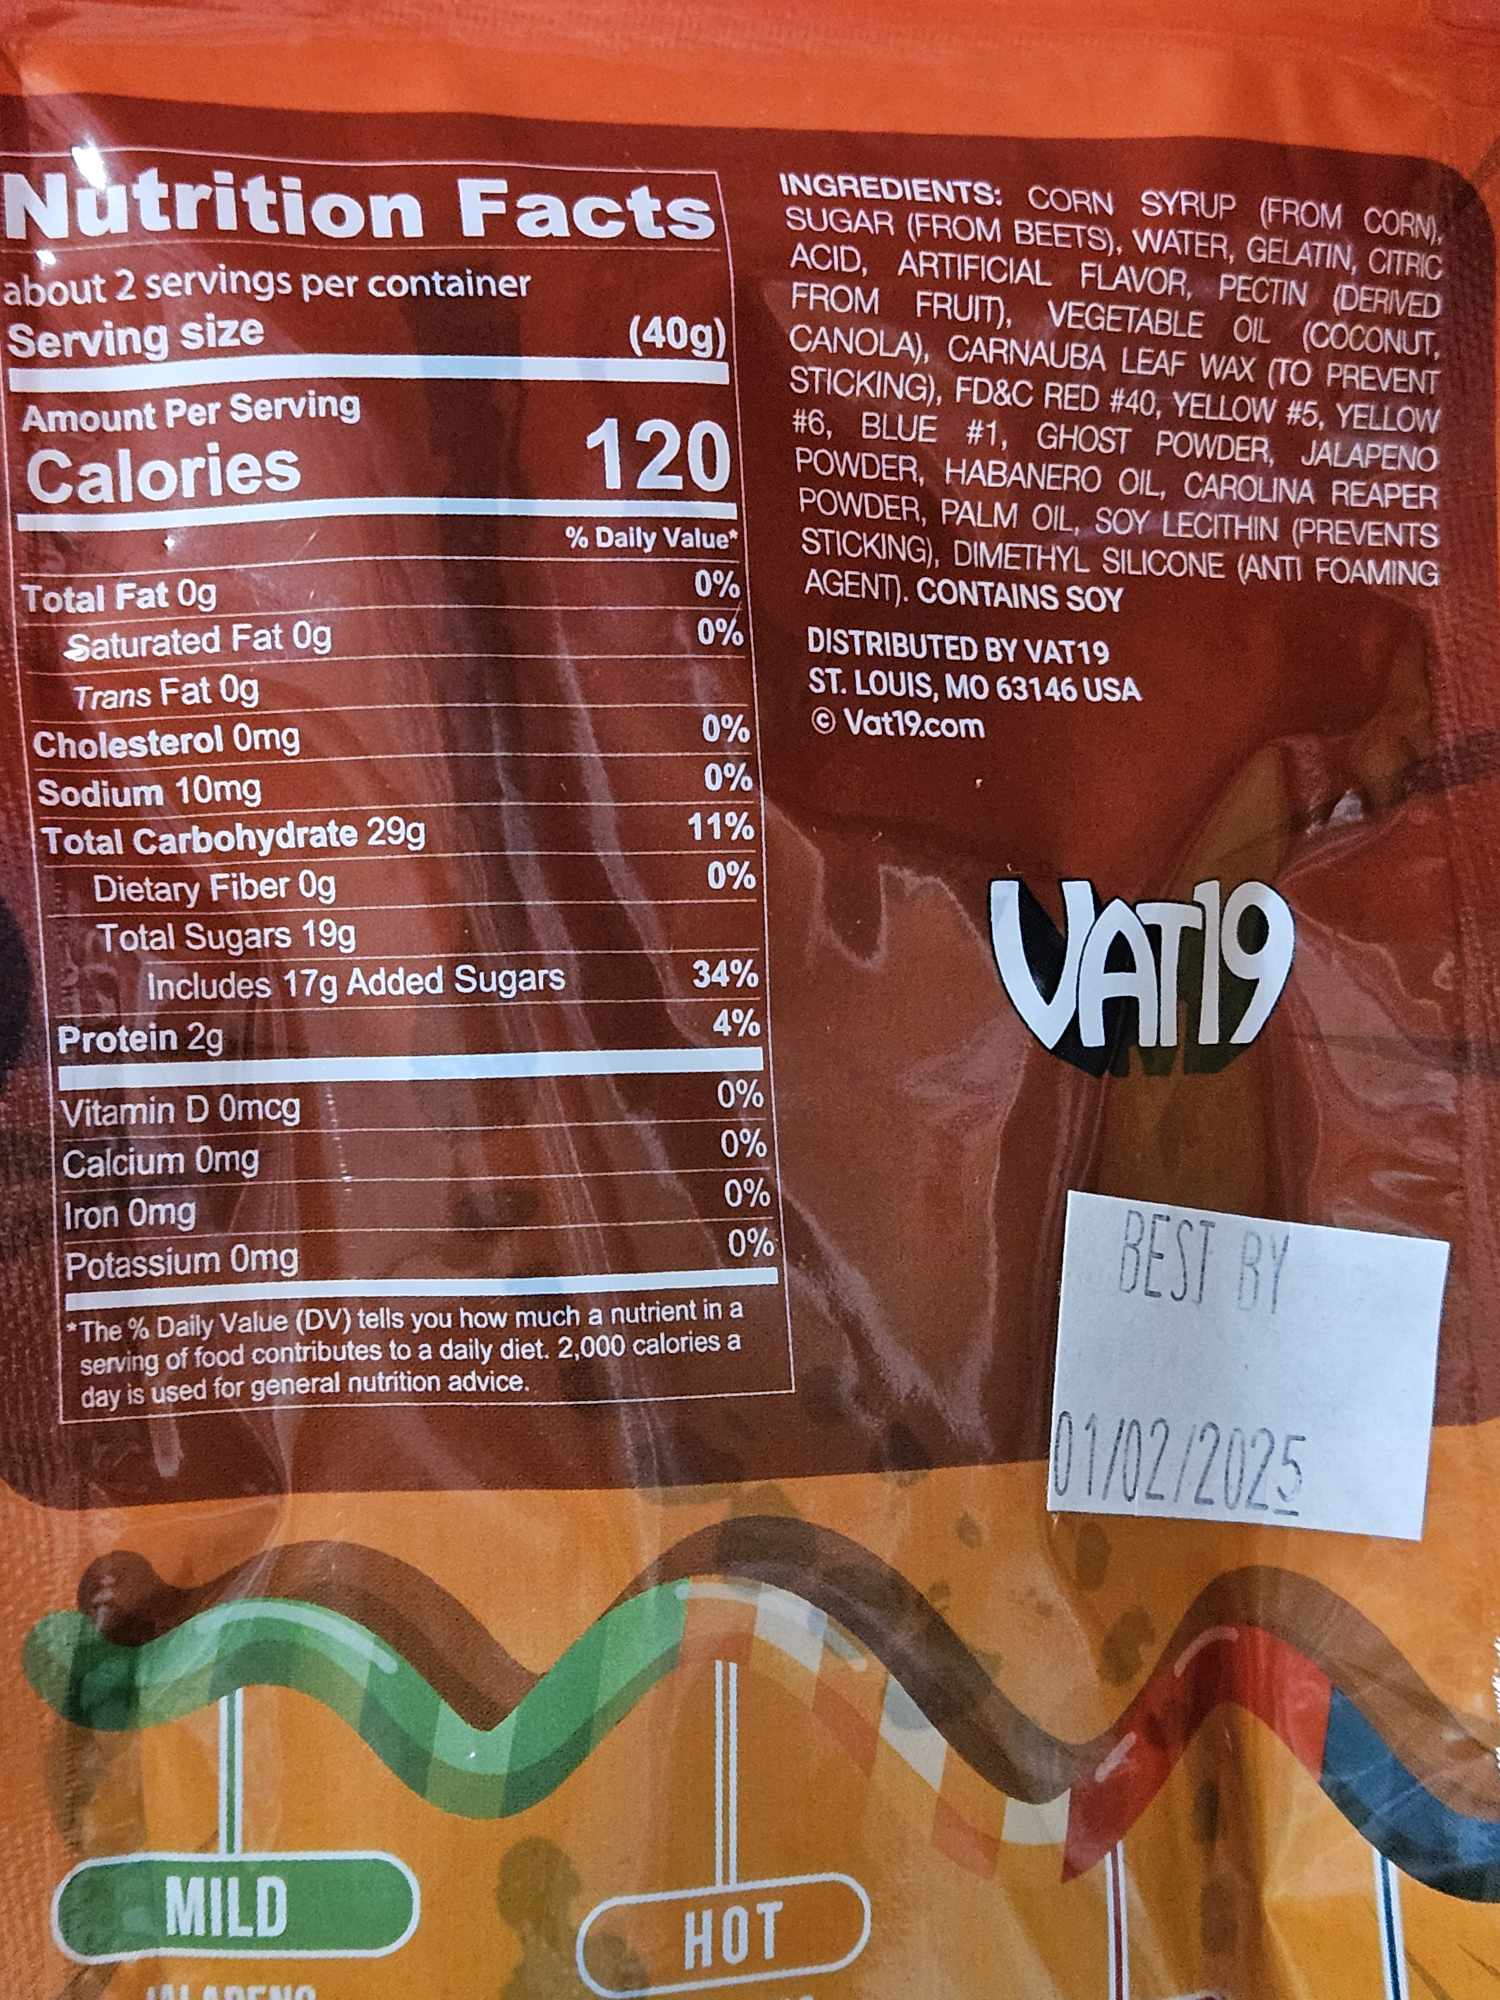 Nutrition Facts
about 2 servings per container
Serving size (40g)
Amount Per Serving
Calories 120
% Daily Value*
Total Fat 0g 0%
Saturated Fat 0g 0%
Trans Fat 0g
Cholesterol 0mg 0%
Sodium 10mg 0%
Total Carbohydrate 29g 11%
Dietary Fiber 0g 0%
Total Sugars 19g
Includes 17g Added Sugars 34%
Protein 2g 4%
Vitamin D 0mcg 0%
Calcium 0mg 0%
Iron 0mg 0%
Potassium 0mg 0%
*The % Daily Value (DV) tells you how much a nutrient in a
serving of food contributes to a daily diet. 2,000 calories a
day is used for general nutrition advice.
INGREDIENTS: CORN SYRUP (FROM CORN),
SUGAR (FROM BEETS), WATER, GELATIN, CITRIC
ACID, ARTIFICIAL FLAVOR, PECTIN (DERIVED
FROM FRUIT), VEGETABLE OIL (COCONUT,
CANOLA), CARNAUBA LEAF WAX (TO PREVENT
STICKING), FD&C RED #40, YELLOW #5, YELLOW
#6, BLUE #1, GHOST POWDER, JALAPENO
POWDER, HABANERO OIL, CAROLINA REAPER
POWDER, PALM OIL, SOY LECITHIN (PREVENTS
STICKING), DIMETHYL SILICONE (ANTI FOAMING
AGENT). CONTAINS SOY
DISTRIBUTED BY VAT19
ST. LOUIS, MO 63146 USA
© Vat19.com
VAT19
BEST BY
01/02/2025
MILD
JALAPENO
HOT